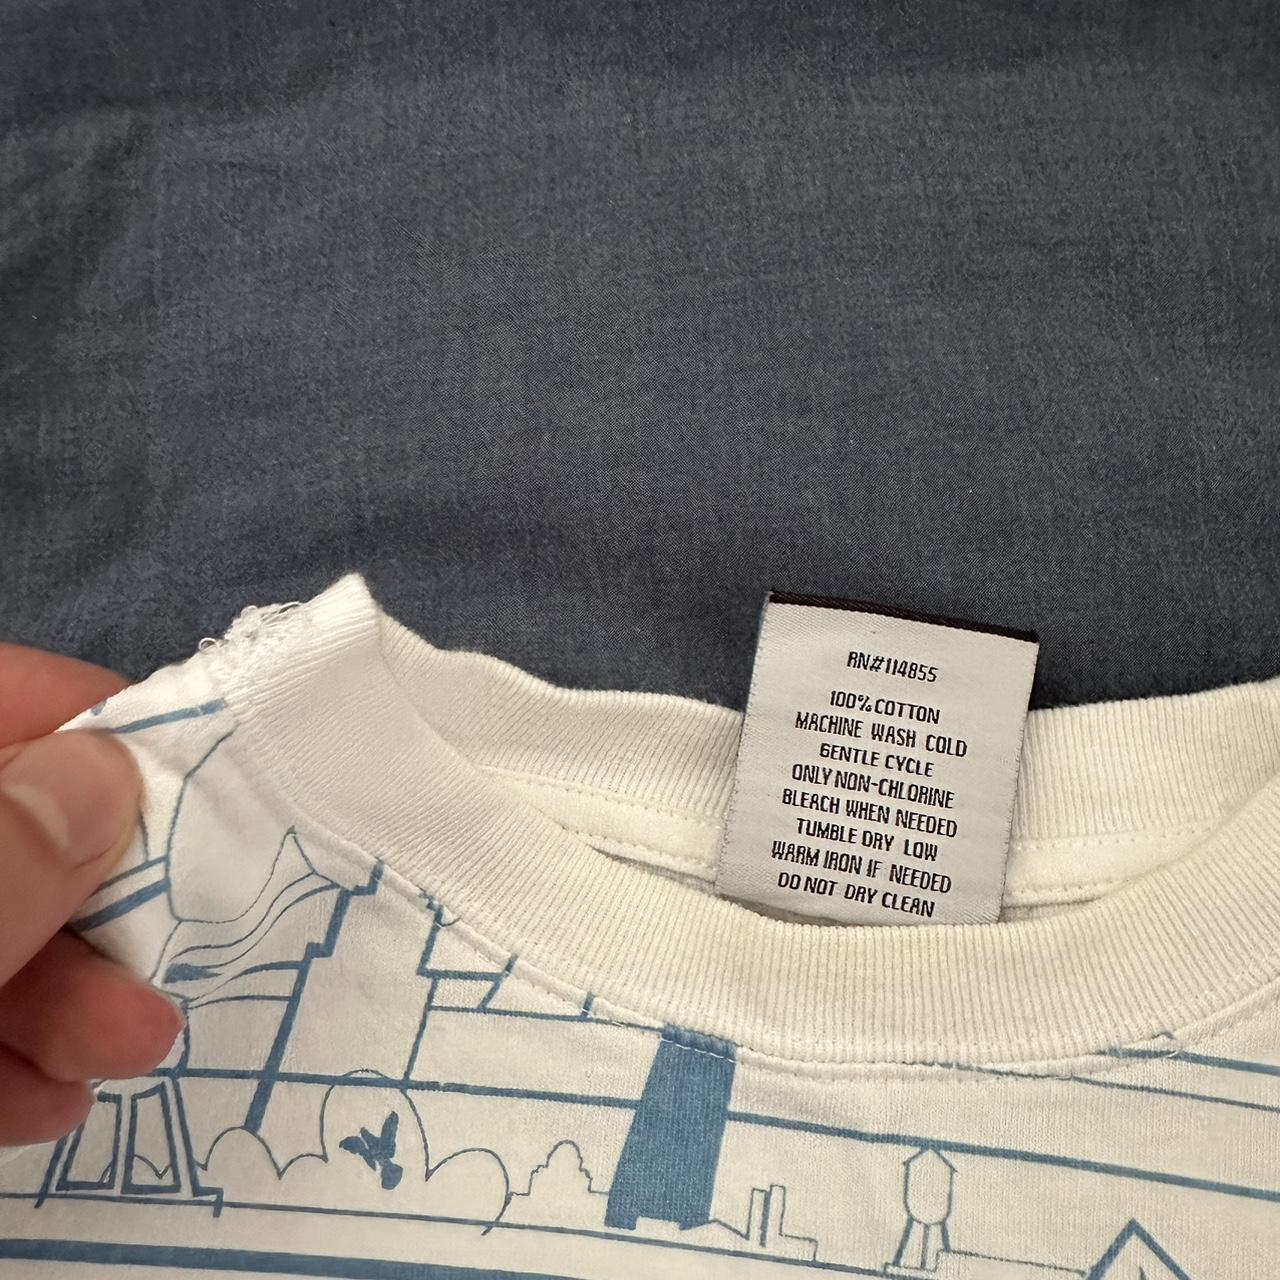 RN#114855
100% COTTON
MACHINE WASH COLD
GENTLE CYCLE
ONLY NON-CHLORINE
BLEACH WHEN NEEDED
TUMBLE DRY LOW
WARM IRON IF NEEDED
DO NOT DRY CLEAN